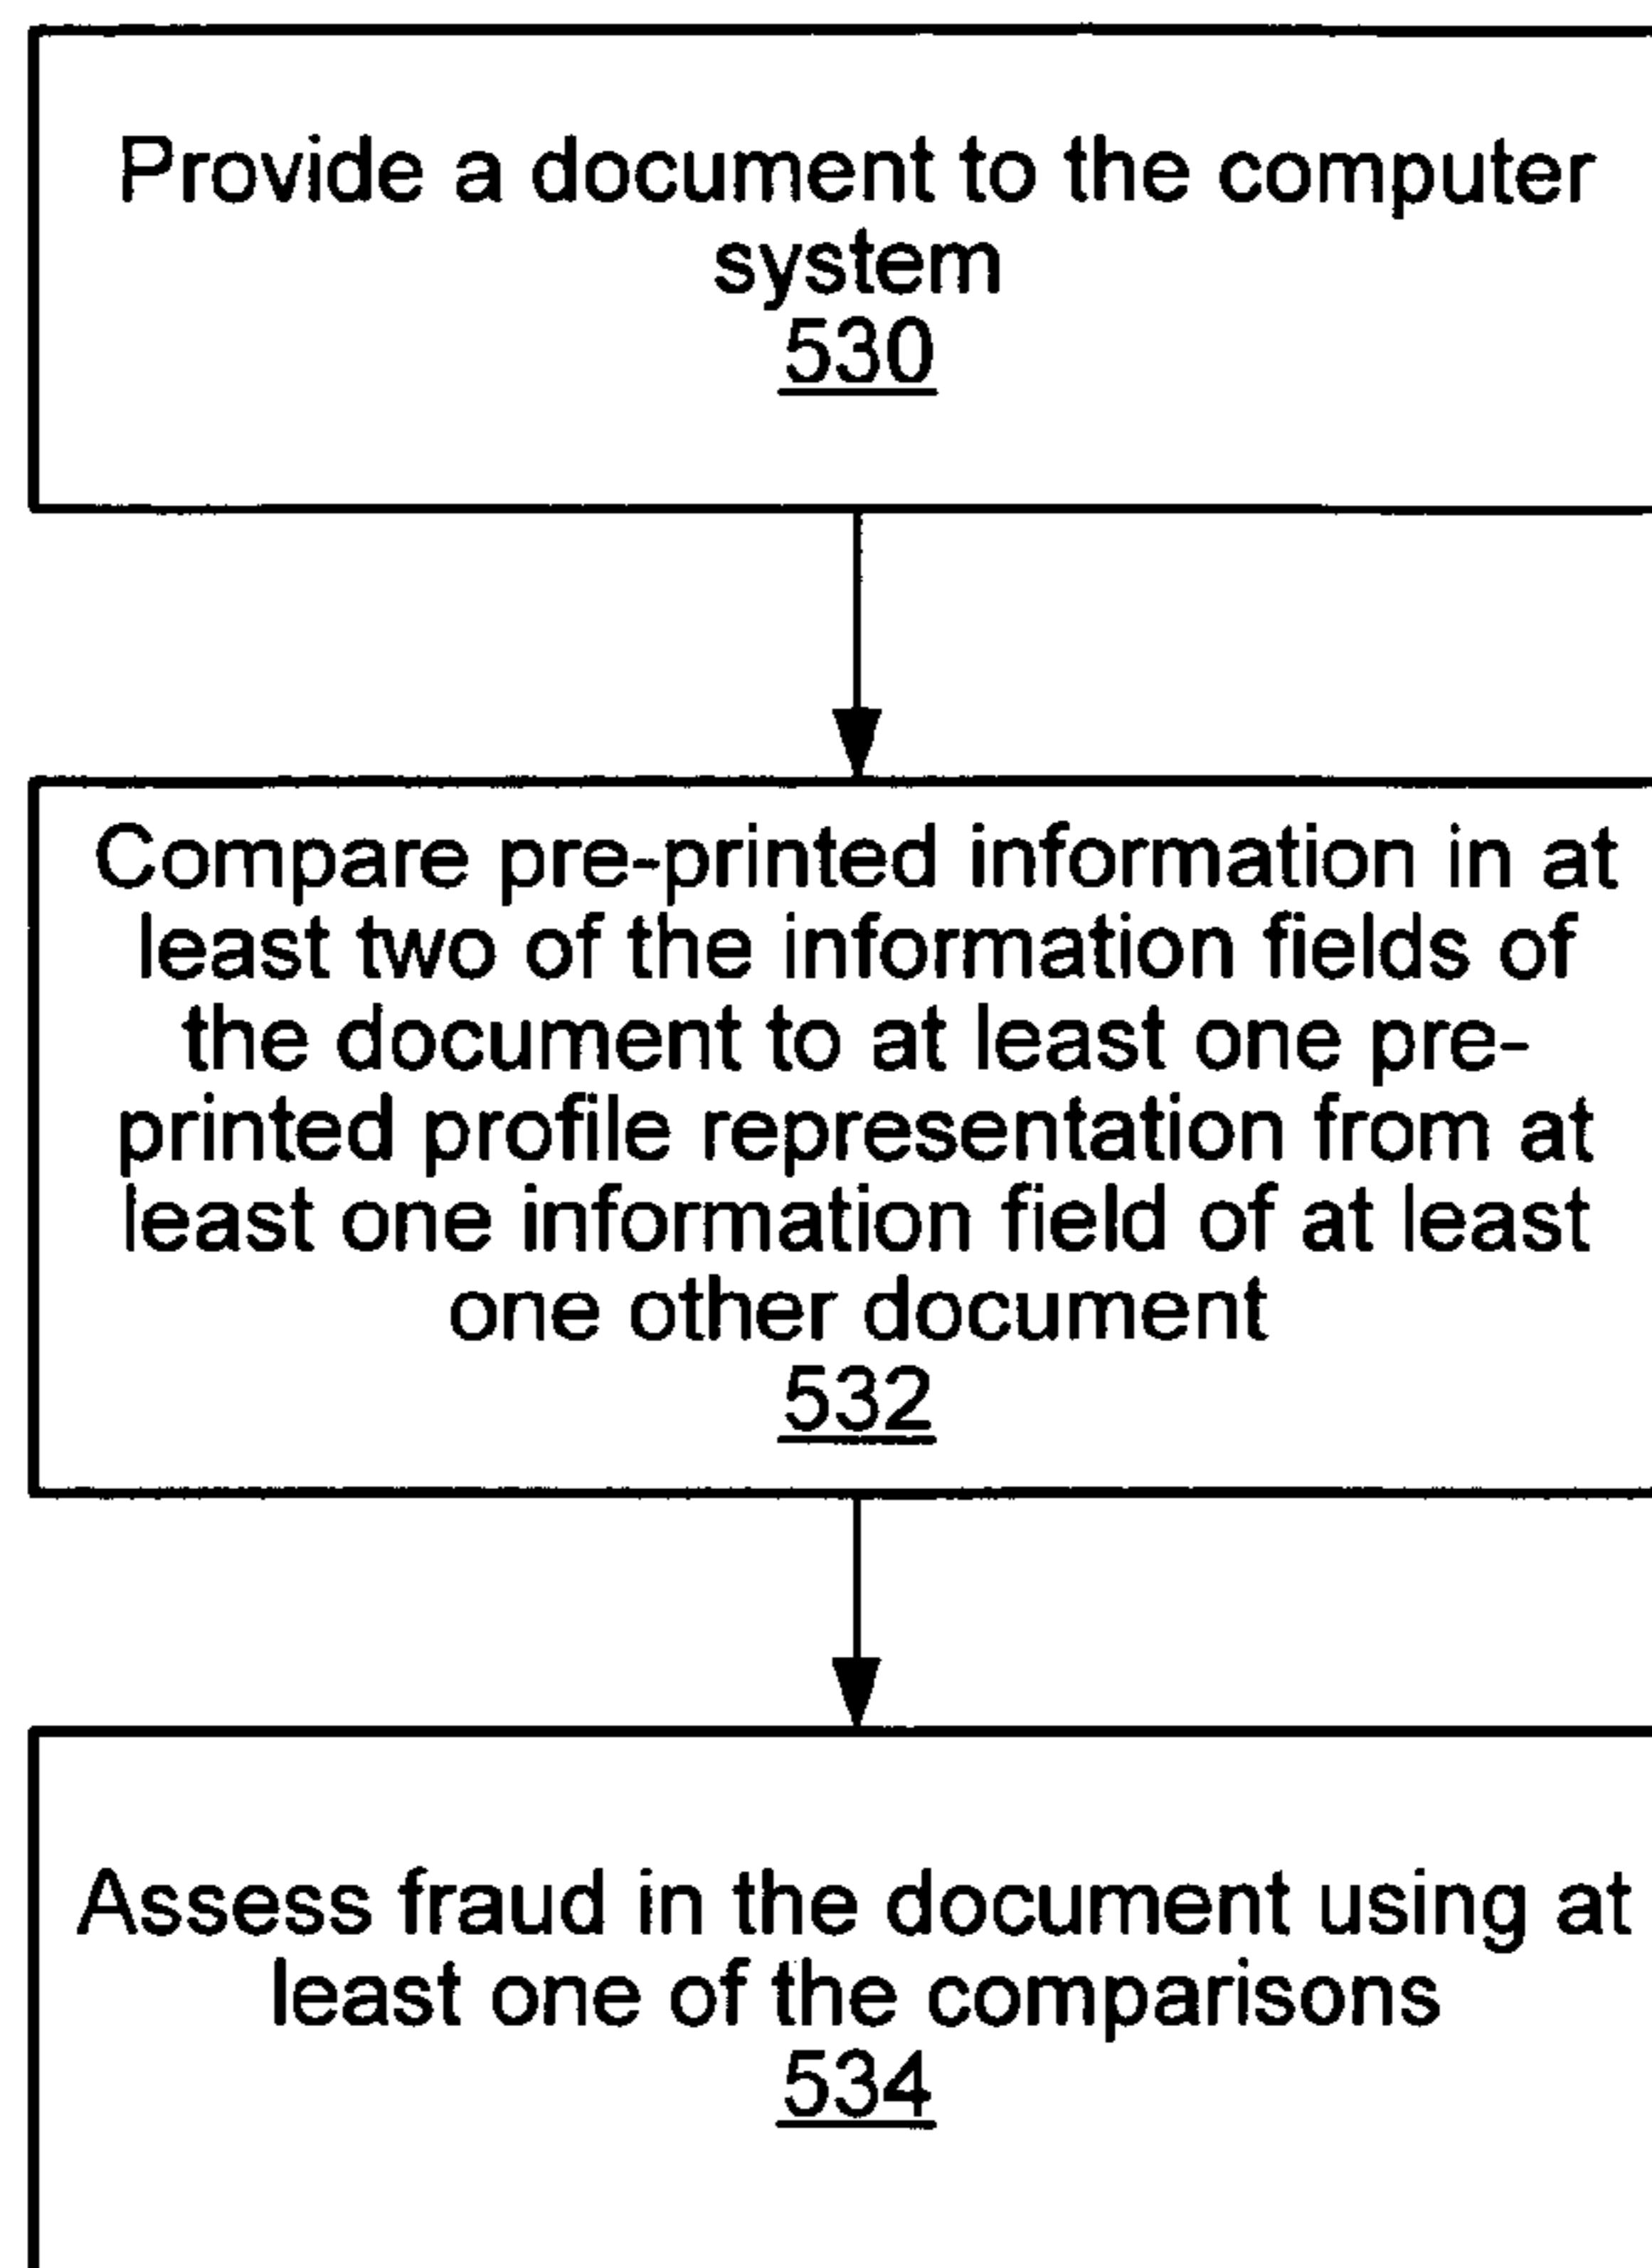 Provide a document to the computer
system
530
Compare pre-printed information in at
least two of the information fields of
the document to at least one pre-
printed profile representation from at
least one information field of at least
one other document
532
Assess fraud in the document using at
least one of the comparisons
534